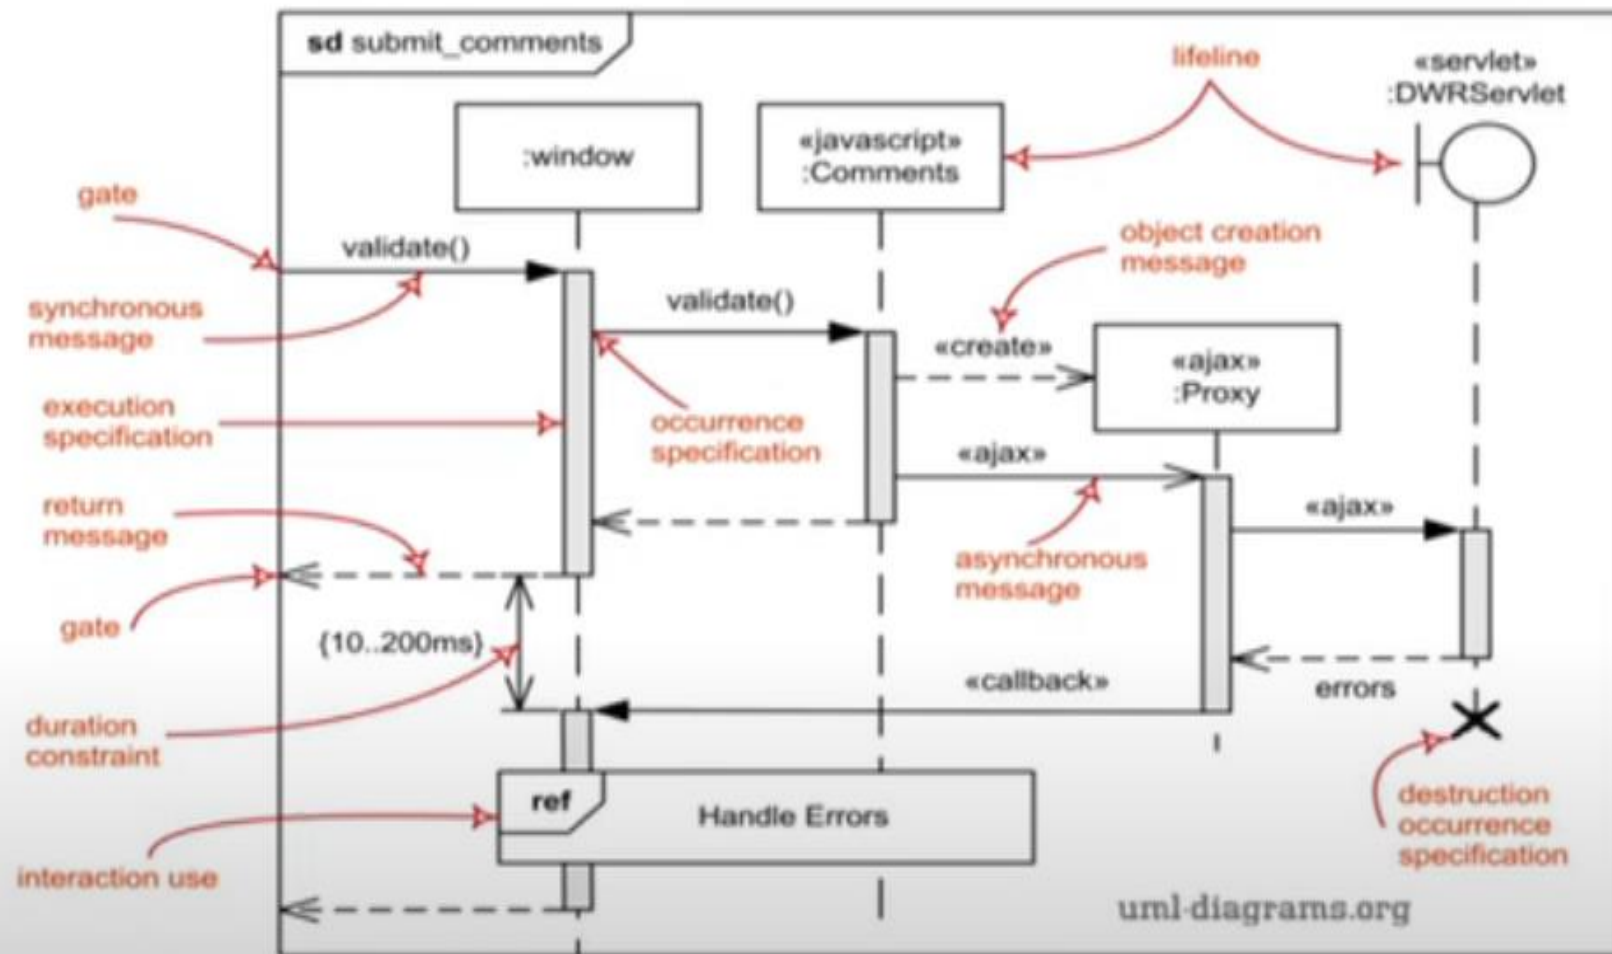 sd submit_comments
lifeline
«servlet»
:DWRServlet
:window
«javascript»
:Comments
gate
validate()
object creation
message
synchronous
message
validate()
«create»
«ajax»
:Proxy
execution
specification
occurrence
specification
«ajax»
return
message
«ajax»
asynchronous
message
gate
{10..200ms}
«callback»
errors
duration
constraint
ref
Handle Errors
destruction
occurrence
specification
interaction use
uml-diagrams.org